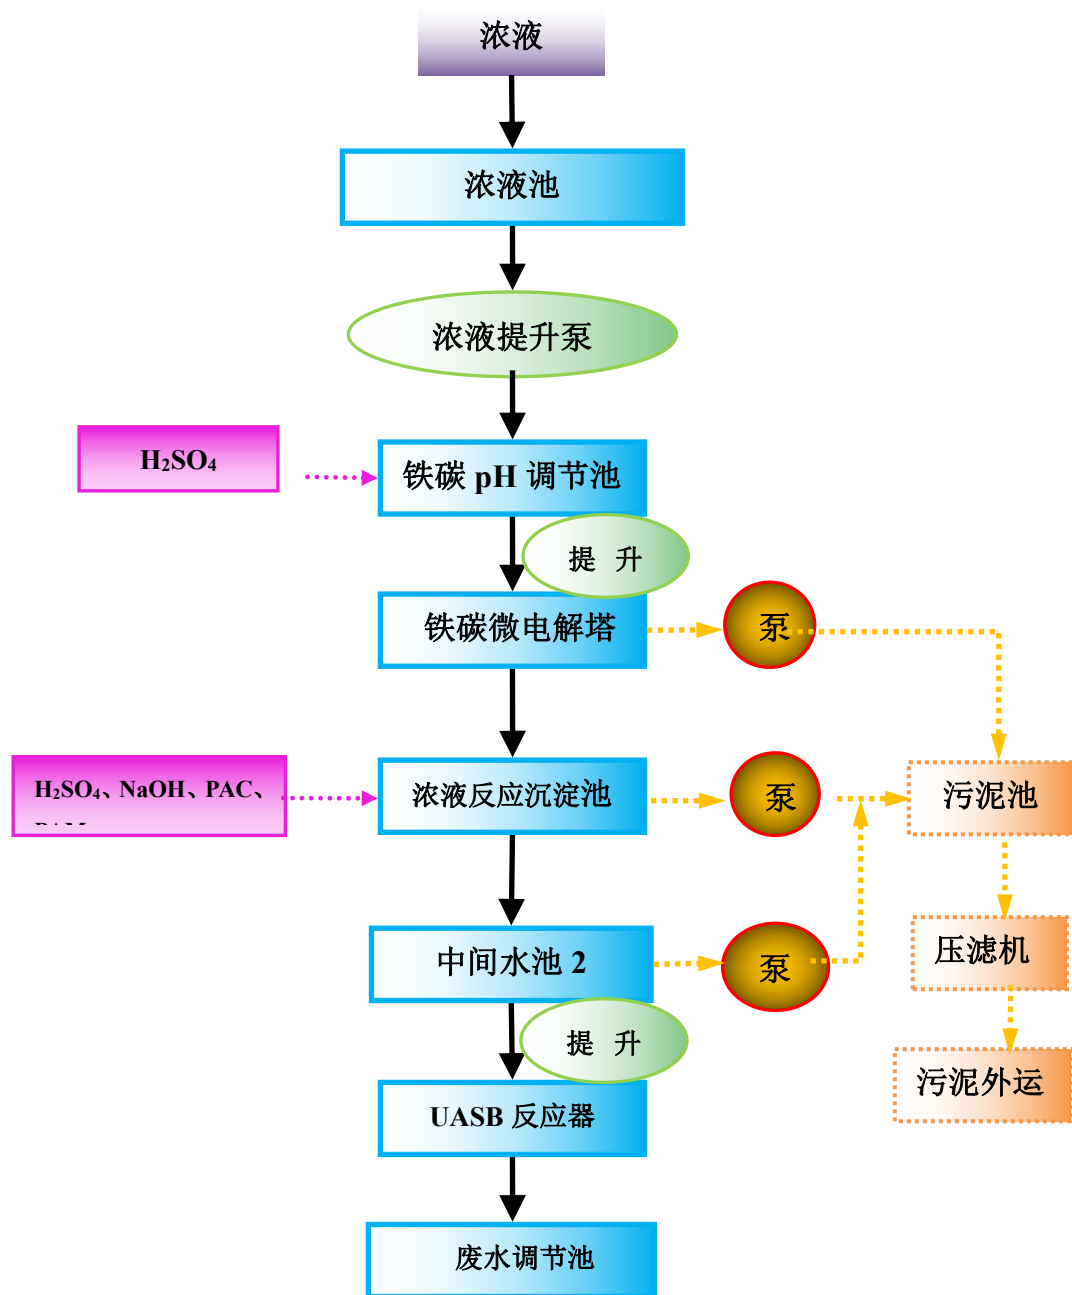 浓液
浓液池
浓液提升泵
H₂SO₄
铁碳 pH 调节池
提 升
铁碳微电解塔
泵
H₂SO₄、NaOH、PAC、
浓液反应沉淀池
泵
污泥池
中间水池 2
泵
压滤机
提 升
污泥外运
UASB 反应器
废水调节池